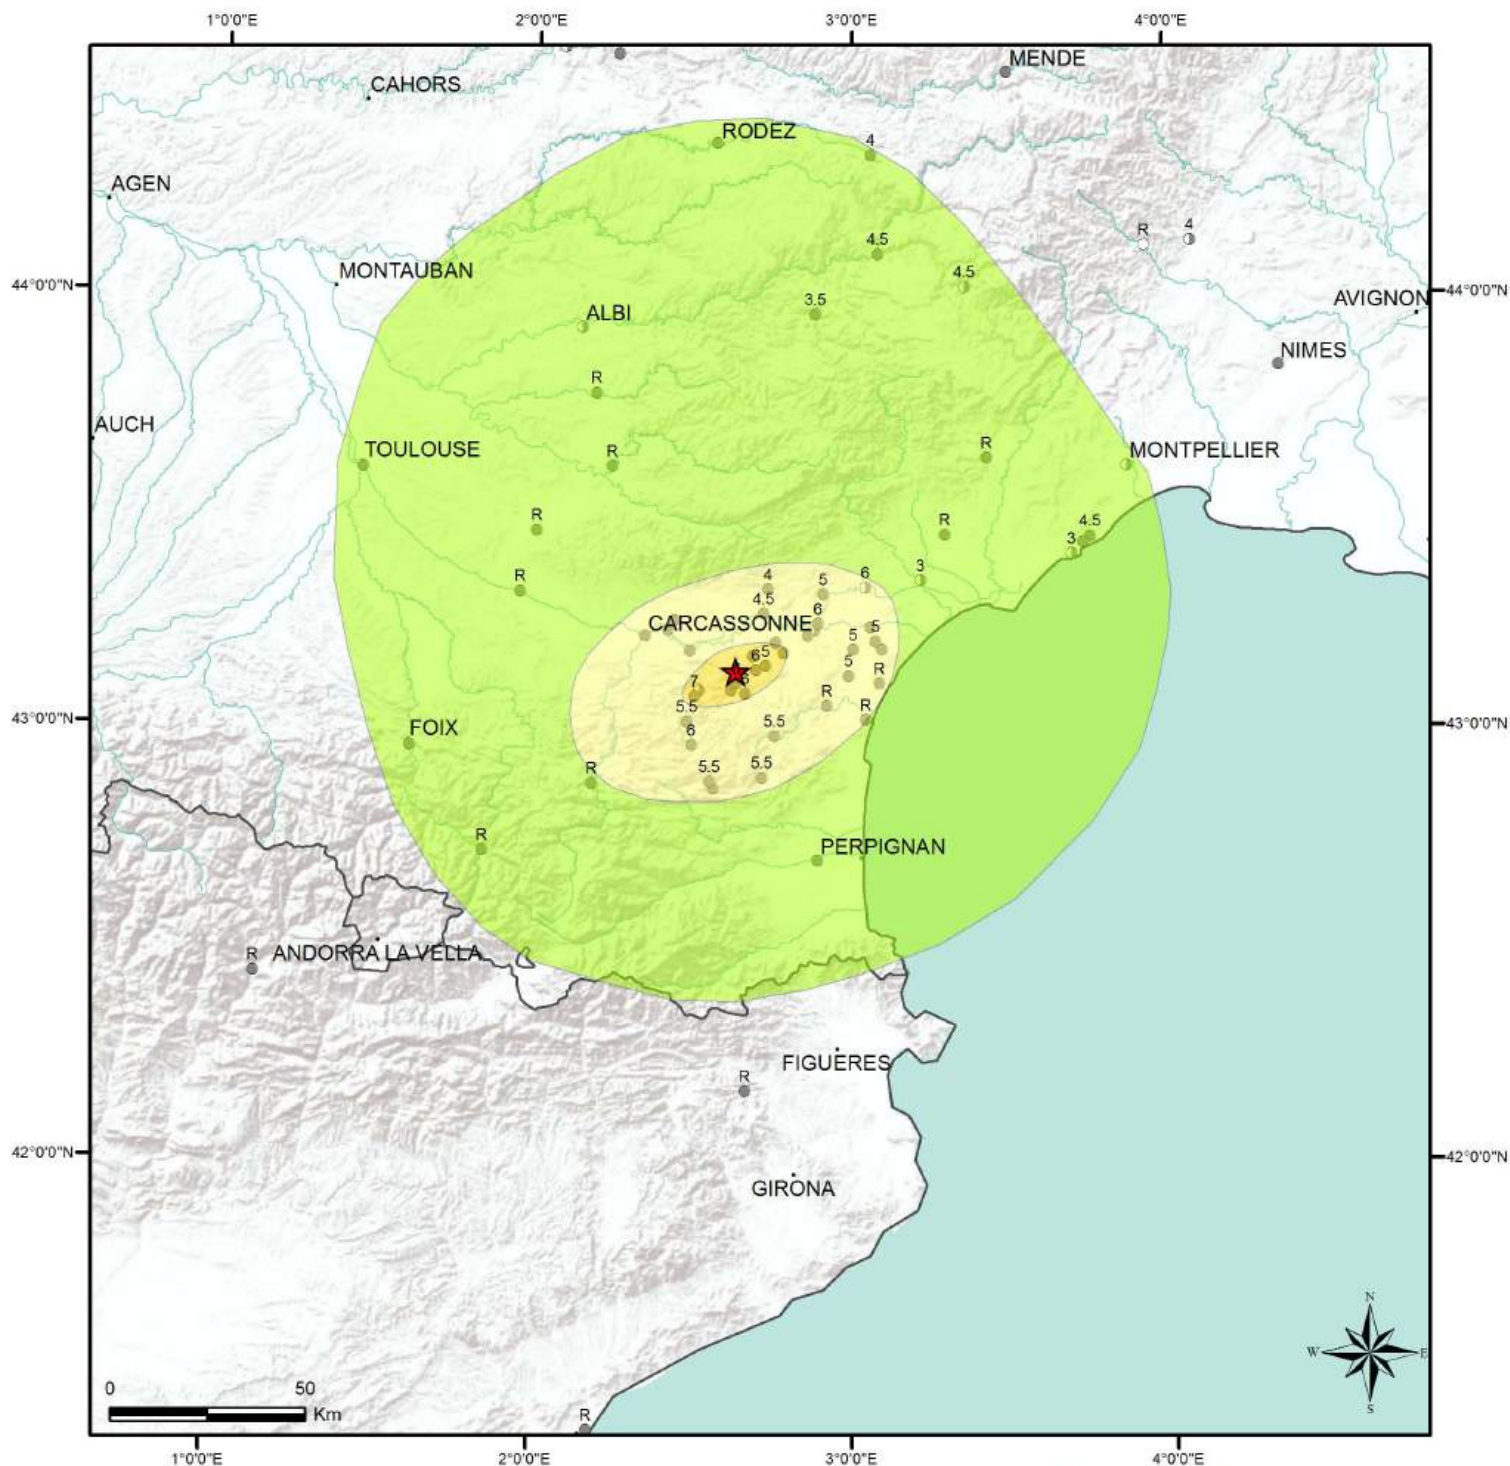 1°0'0"E 2°0'0"E 3°0'0"E 4°0'0"E
MENDE
CAHORS
RODEZ
4
AGEN
R 4
4.5
MONTAUBAN
4.5
44°0'0"N 44°0'0"N
AVIGNON
3.5
ALBI
NIMES
R
AUCH
TOULOUSE R MONTPELLIER
R
R R 4.5
3
R 4 5 6 3
4.5
6
CARCASSONNE
5 5
6 5
5
7 6 R
R
5.5 R
43°0'0"N 5.5 43°0'0"N
FOIX 6
5.5 5.5
R
R
PERPIGNAN
R ANDORRA LA VELLA
FIGUERES
R
42°0'0"N 42°0'0"N
GIRONA
N
W E
S
0 50
Km
R
1°0'0"E 2°0'0"E 3°0'0"E 4°0'0"E